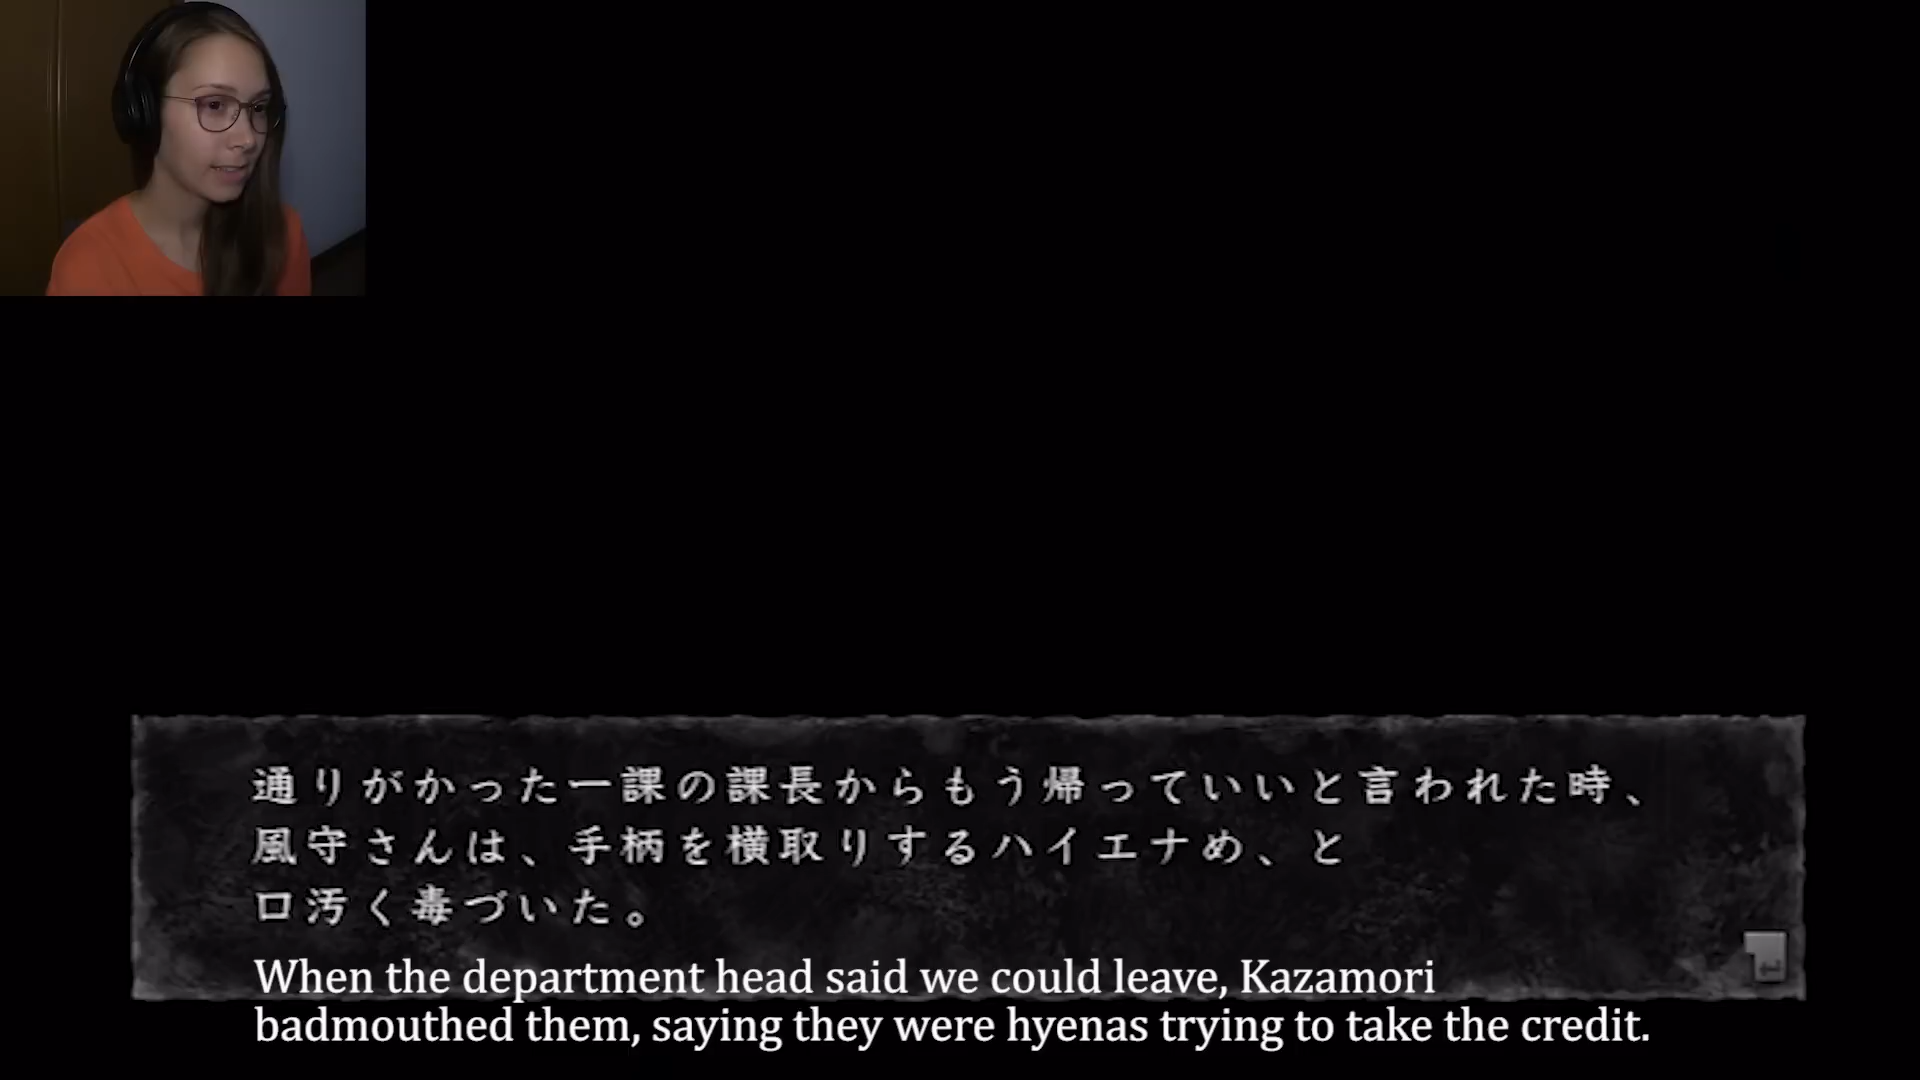 通りがかった一課の課長からもう帰っていいと言われた時、
風守さんは、手柄を横取りするハイエナめ、と
口汚く毒づいた。
When the department head said we could leave, Kazamori
badmouthed them, saying they were hyenas trying to take the credit.